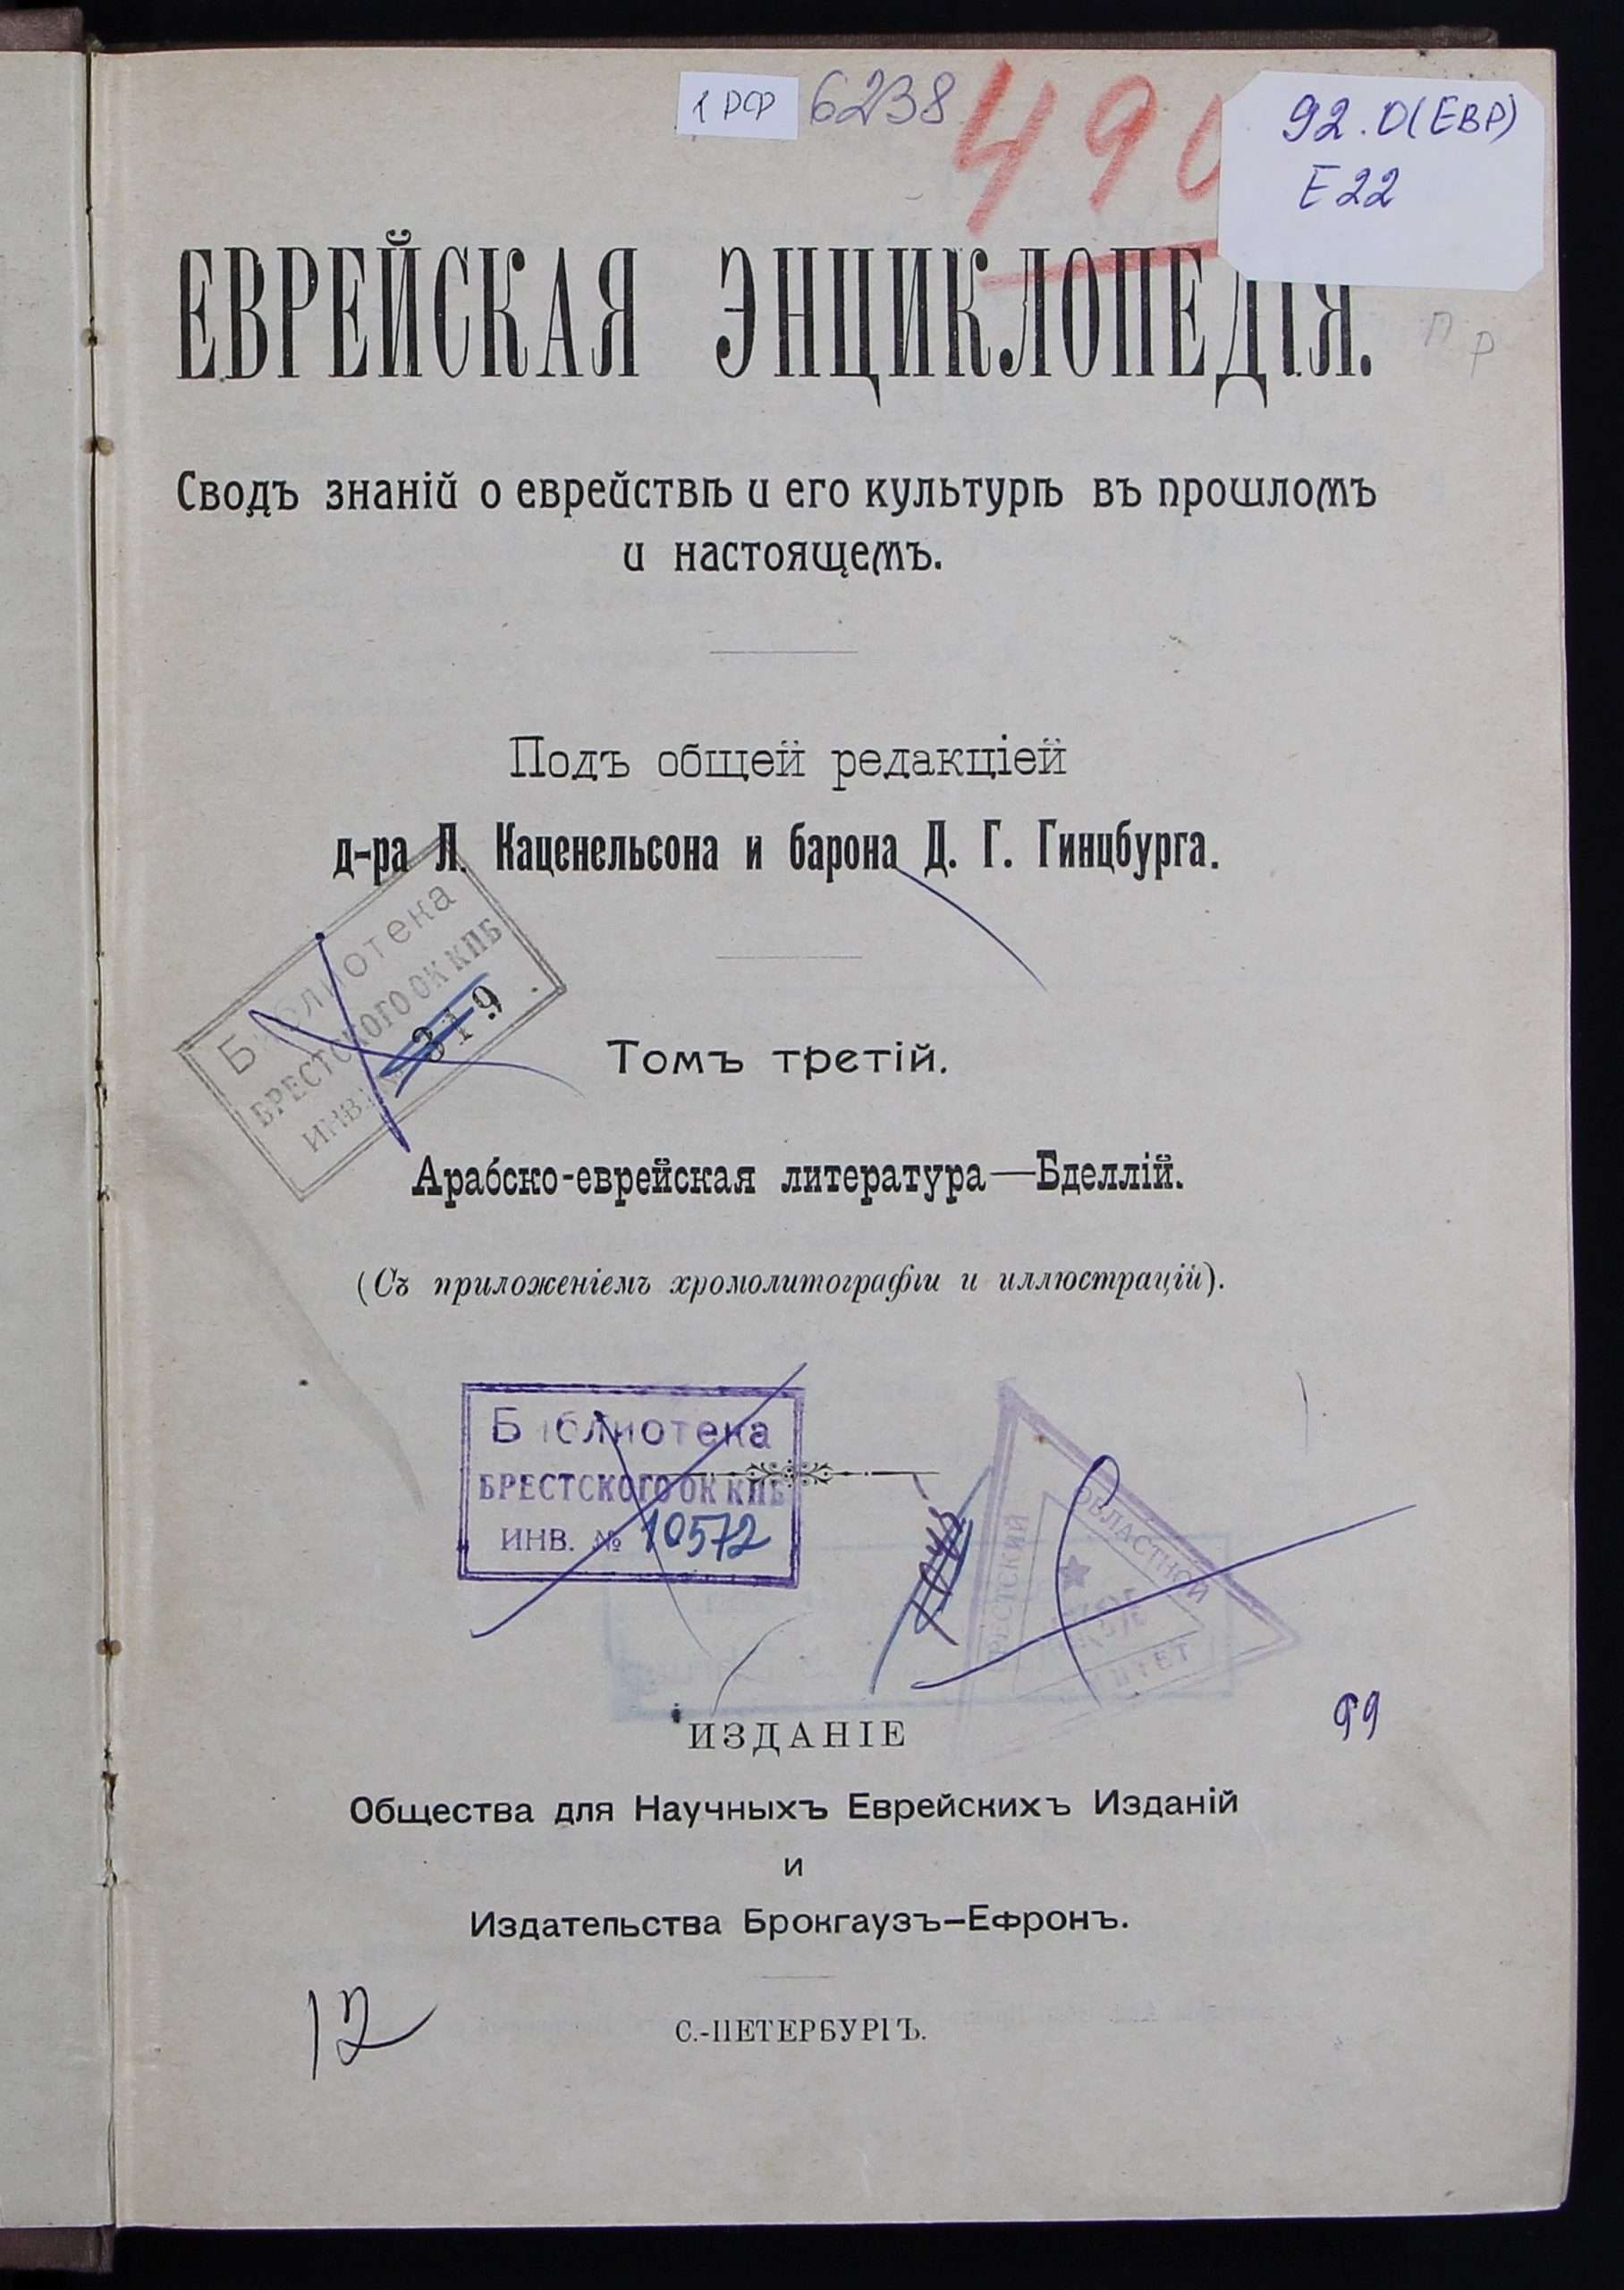 1 РФ 6238 490
92.0(ЕВР)
Е22
ЕВРЕЙСКАЯ ЭНЦИКЛОПЕДІЯ.
П Р
Сводъ знаній о еврействѣ и его культурѣ въ прошломъ
и настоящемъ.
Подъ общей редакціей
д-ра Л. Каценельсона и барона Д. Г. Гинцбурга.
Библиотека
БРЕСТСКОГО ОК КПБ
ИНВ. 319
Томъ третій.
Арабско-еврейская литература—Бделлій.
(Съ приложеніемъ хромолитографіи и иллюстрацій).
Библиотека
БРЕСТСКОГО ОК КПБ
ИНВ. № 10572
БРЕСТСКИЙ
ОБЛАСТНОЙ
99
ИЗДАНІЕ
Общества для Научныхъ Еврейскихъ Изданій
и
Издательства Брокгаузъ-Ефронъ.
12
С.-ПЕТЕРБУРГЪ.